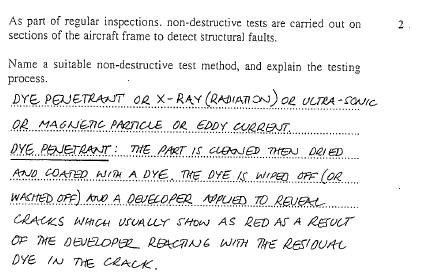 As part of regular inspections. non-destructive tests are carried out on
sections of the aircraft frame to detect structural faults.
2
Name a suitable non-destructive test method, and explain the testing
process.
DYE PENETRANT OR X-RAY (RADIATION) OR ULTRA-SONIC
OR MAGNETIC PARTICLE OR EDDY CURRENT.
DYE PENETRANT: THE PART IS CLEANED THEN DRIED
AND COATED WITH A DYE. THE DYE IS WIPED OFF (OR
WASHED OFF) AND A DEVELOPER APPLIED TO REVEAL
CRACKS WHICH USUALLY SHOW AS RED AS A RESULT
OF THE DEVELOPER REACTING WITH THE RESIDUAL
DYE IN THE CRACK.